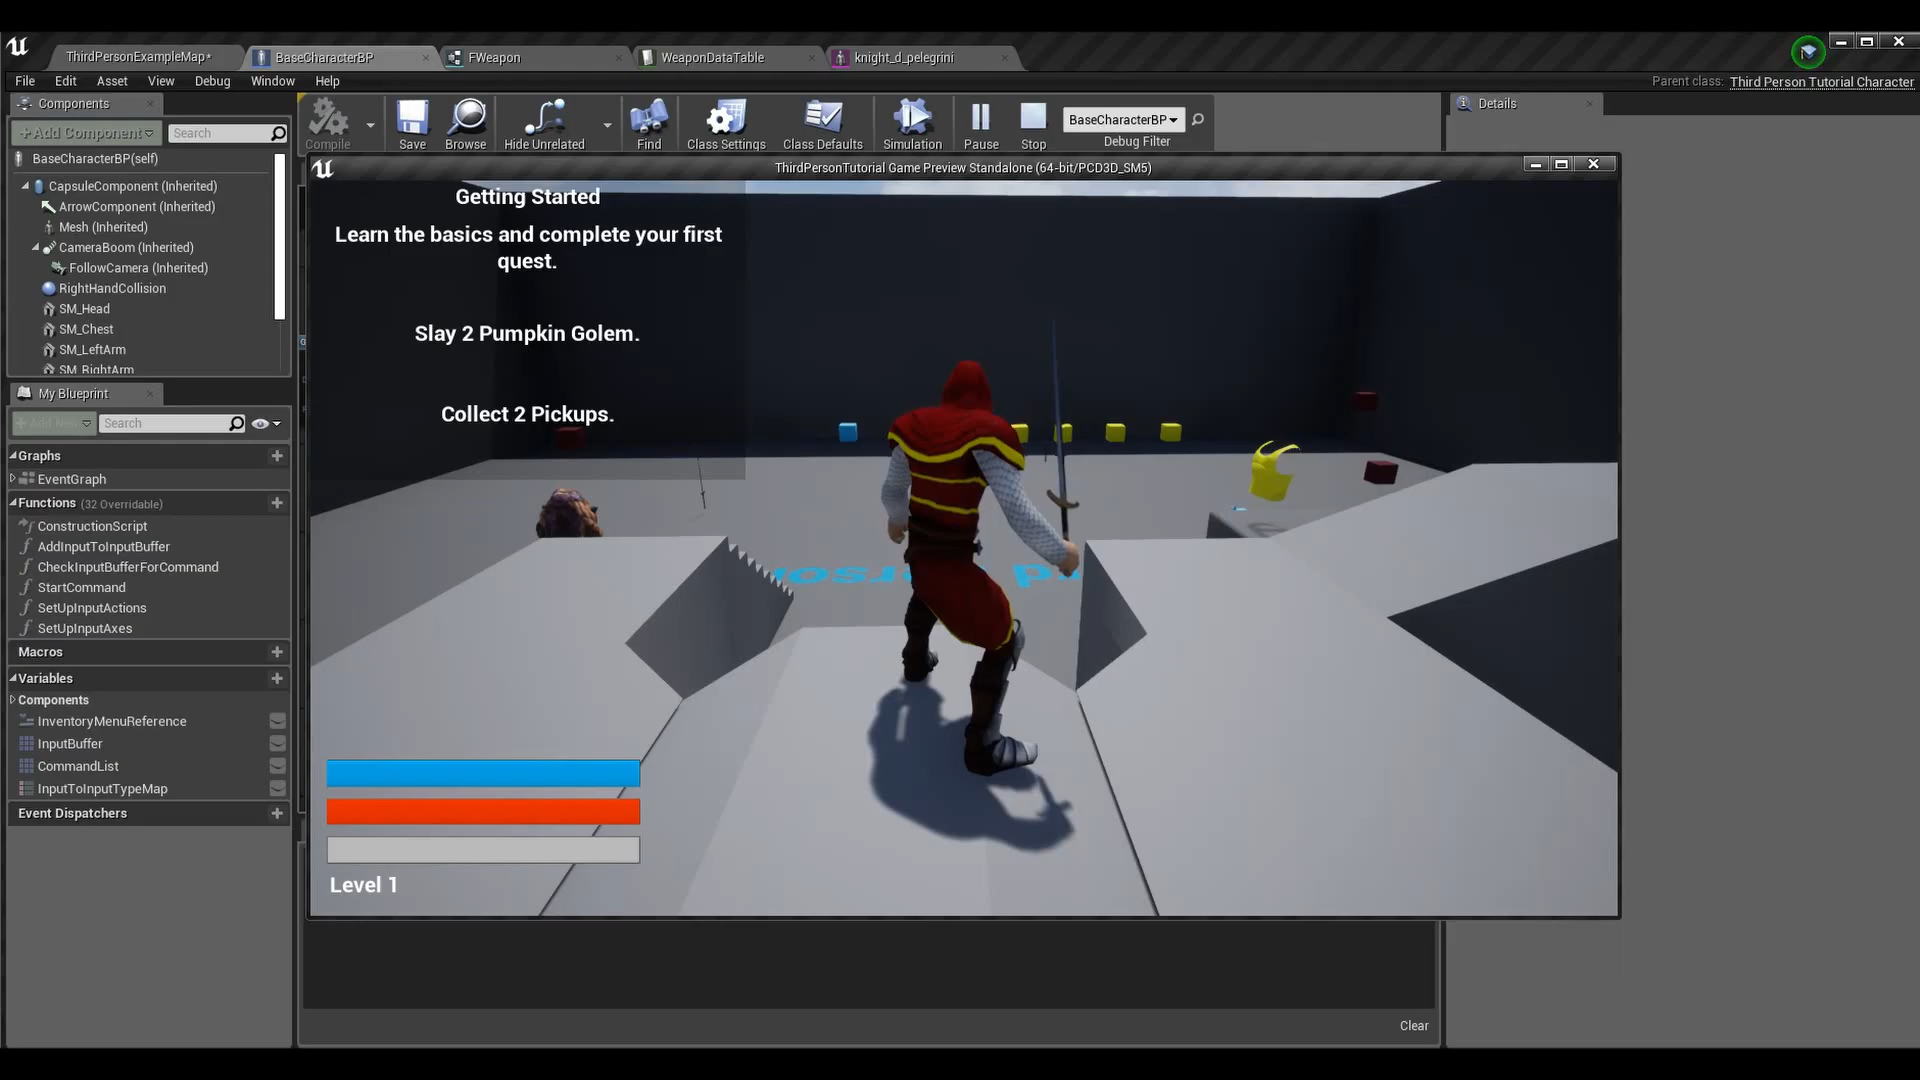 ThirdPersonExampleMap*
BaseCharacterBP
FWeapon
WeaponDataTable
knight_d_pelegrini
File Edit Asset View Debug Window Help
Parent class: Third Person Tutorial Character
Components
+Add Component
Search
Compile
Save
Browse
Hide Unrelated
Find
Class Settings
Class Defaults
Simulation
Pause
Stop
BaseCharacterBP
Debug Filter
Details
BaseCharacterBP(self)
CapsuleComponent (Inherited)
ArrowComponent (Inherited)
Mesh (Inherited)
CameraBoom (Inherited)
FollowCamera (Inherited)
RightHandCollision
SM_Head
SM_Chest
SM_LeftArm
SM_RightArm
My Blueprint
+Add New
Search
Graphs
EventGraph
Functions (32 Overridable)
ConstructionScript
AddInputToInputBuffer
CheckInputBufferForCommand
StartCommand
SetUpInputActions
SetUpInputAxes
Macros
Variables
Components
InventoryMenuReference
InputBuffer
CommandList
InputToInputTypeMap
Event Dispatchers
ThirdPersonTutorial Game Preview Standalone (64-bit/PCD3D_SM5)
Getting Started
Learn the basics and complete your first
quest.
Slay 2 Pumpkin Golem.
Collect 2 Pickups.
Level 1
Clear